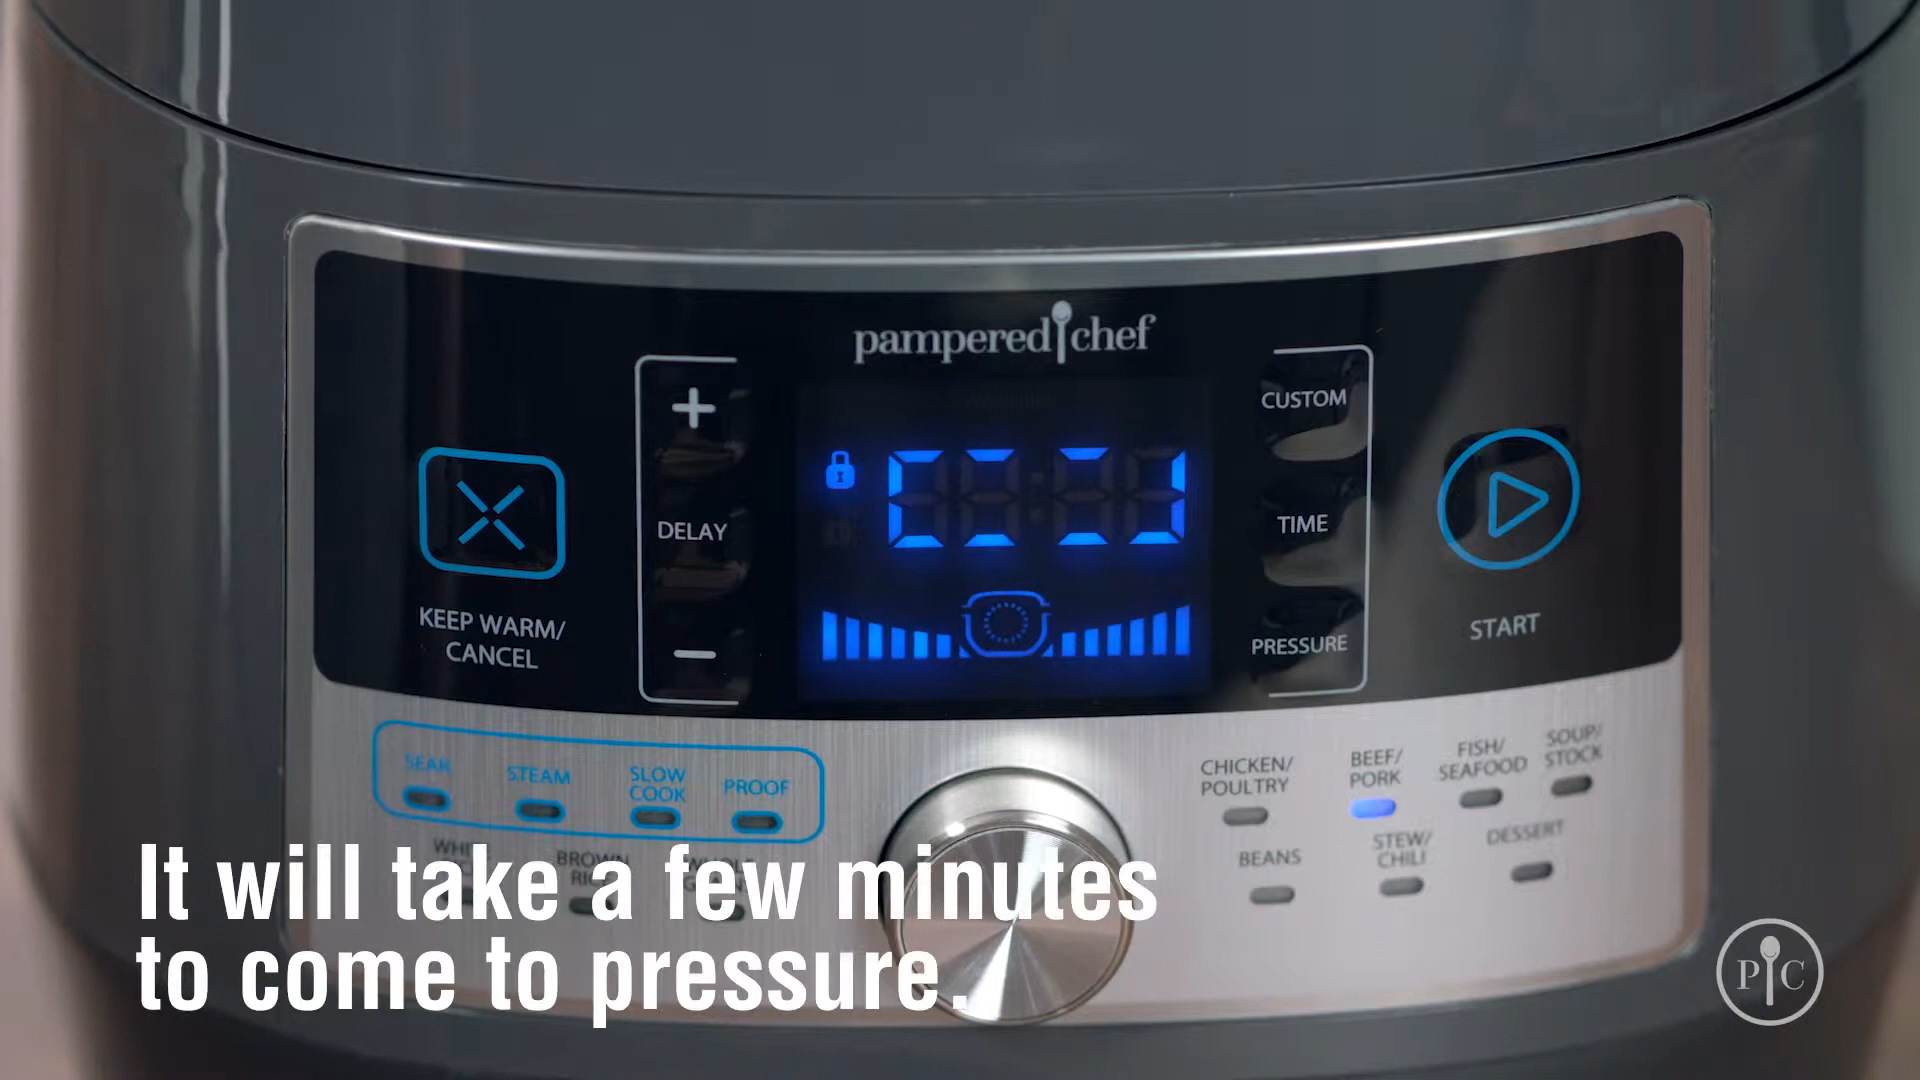 pampered chef
+
DELAY
−
CUSTOM
TIME
PRESSURE
KEEP WARM/
CANCEL
START
SEAR
STEAM
SLOW
COOK
PROOF
CHICKEN/
POULTRY
BEEF/
PORK
FISH/
SEAFOOD
SOUP/
STOCK
BROWN
BEANS
STEW/
CHILI
DESSERT
It will take a few minutes
to come to pressure.
P C